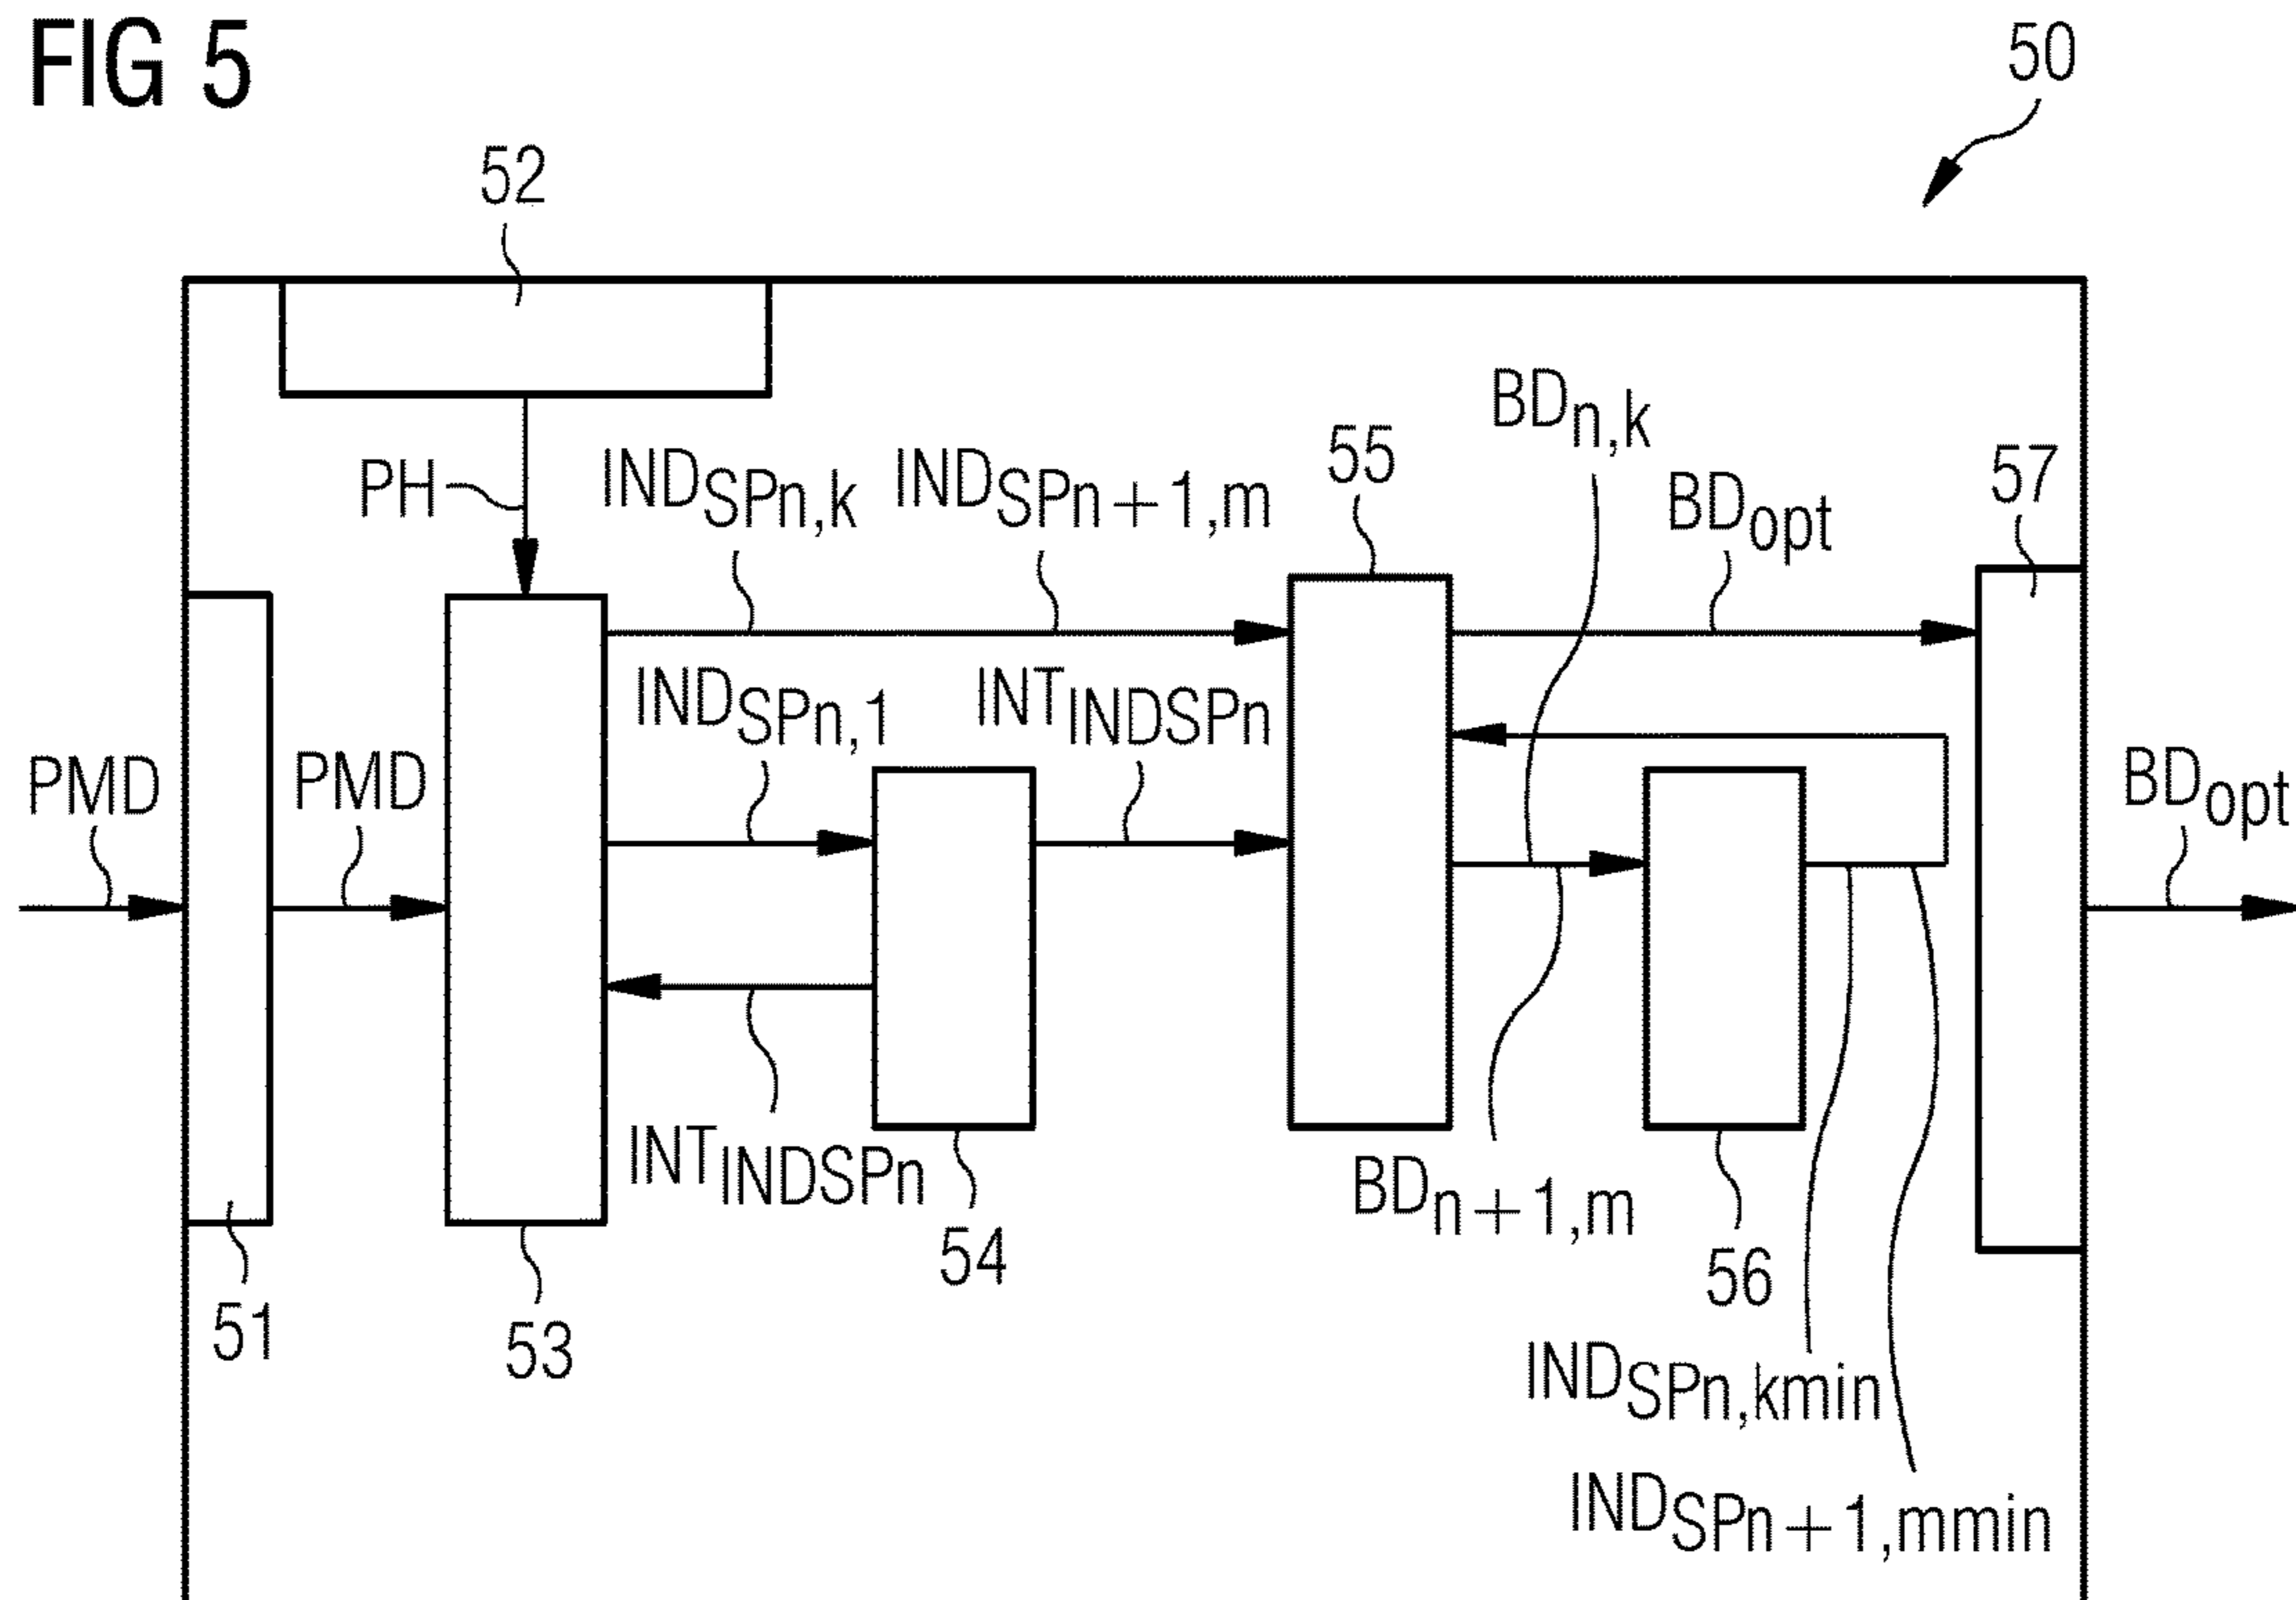 FIG 5
50
52
BDn,k
PH
INDSPn,k
INDSPn+1,m
55
BDopt
57
INDSPn,1
INTINDSPn
PMD
PMD
BDopt
INTINDSPn
54
BDn+1,m
56
51
53
INDSPn,kmin
INDSPn+1,mmin